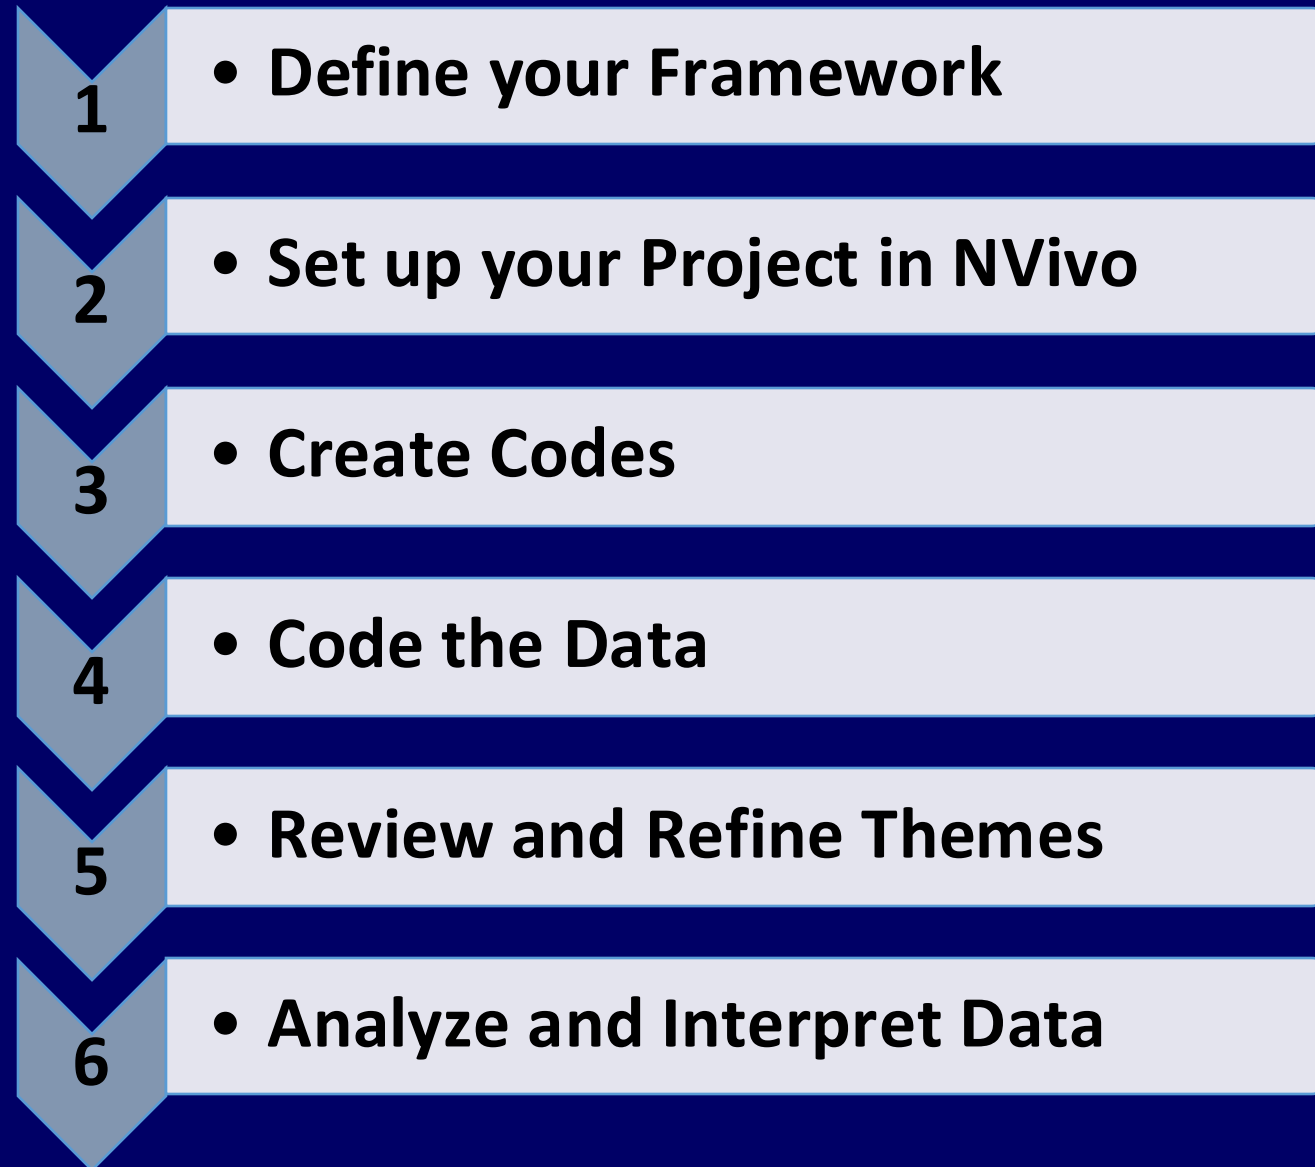 1
• Define your Framework
2
• Set up your Project in NVivo
3
• Create Codes
4
• Code the Data
5
• Review and Refine Themes
6
• Analyze and Interpret Data